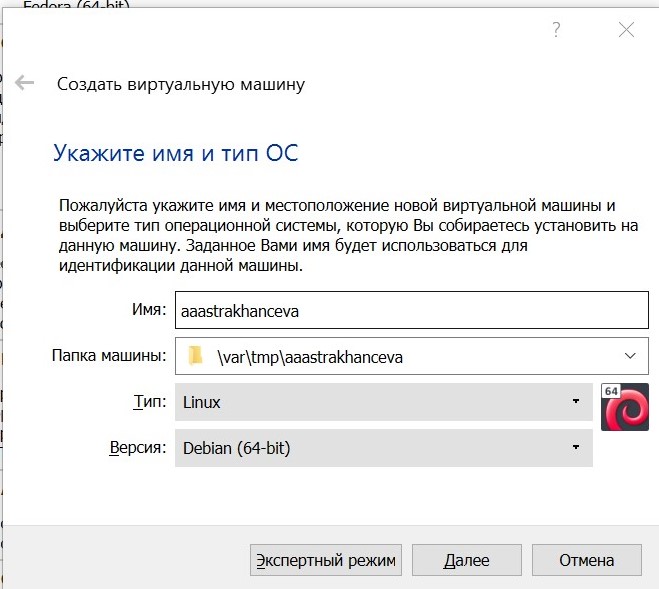 Fedora (64-bit)
?
Создать виртуальную машину
Укажите имя и тип ОС
Пожалуйста укажите имя и местоположение новой виртуальной машины и
выберите тип операционной системы, которую Вы собираетесь установить на
данную машину. Заданное Вами имя будет использоваться для
идентификации данной машины.
Имя: aaastrakhanceva
Папка машины: \var\tmp\aaastrakhanceva
Тип: Linux
64
Версия: Debian (64-bit)
Экспертный режим Далее Отмена